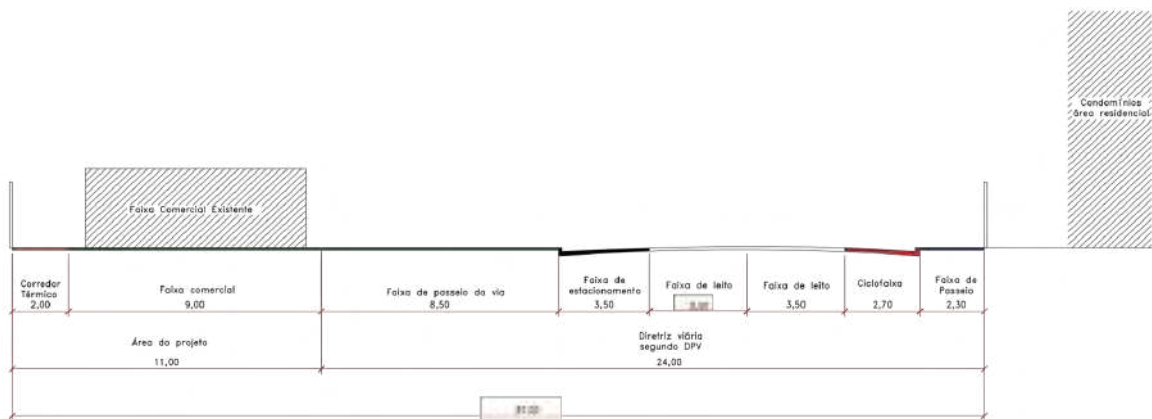 Condomínios
área residencial
Faixa Comercial Existente
Corredor
Térmico
2,00
Faixa comercial
9,00
Faixa de passeio da via
8,50
Faixa de
estacionamento
3,50
Faixa de leito
Faixa de leito
3,50
Ciclofaixa
2,70
Faixa de
Passeio
2,30
Área do projeto
11,00
Diretriz viária
segundo DPV
24,00